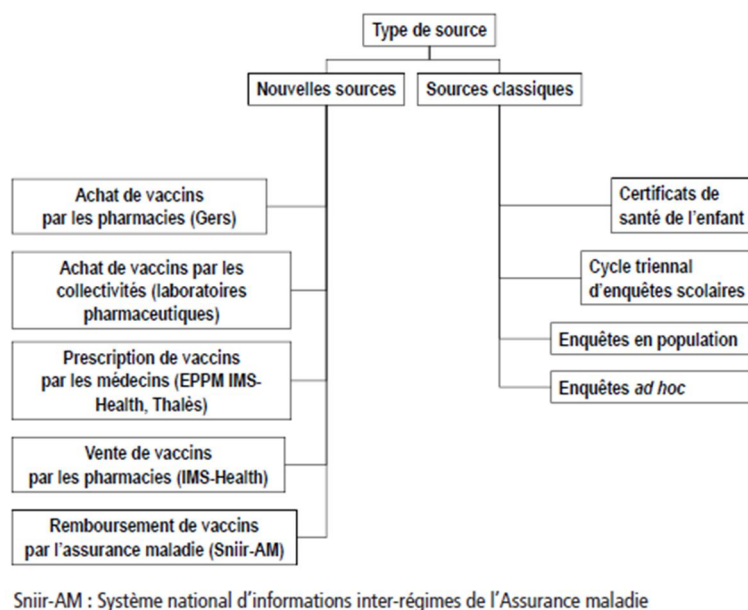 Type de source
Nouvelles sources
Sources classiques
Achat de vaccins
par les pharmacies (Gers)
Achat de vaccins par les
collectivités (laboratoires
pharmaceutiques)
Prescription de vaccins
par les médecins (EPPM IMS-
Health, Thalès)
Vente de vaccins
par les pharmacies (IMS-Health)
Remboursement de vaccins
par l'assurance maladie (Sniir-AM)
Certificats de
santé de l'enfant
Cycle triennal
d'enquêtes scolaires
Enquêtes en population
Enquêtes ad hoc
Sniir-AM : Système national d'informations inter-régimes de l'Assurance maladie